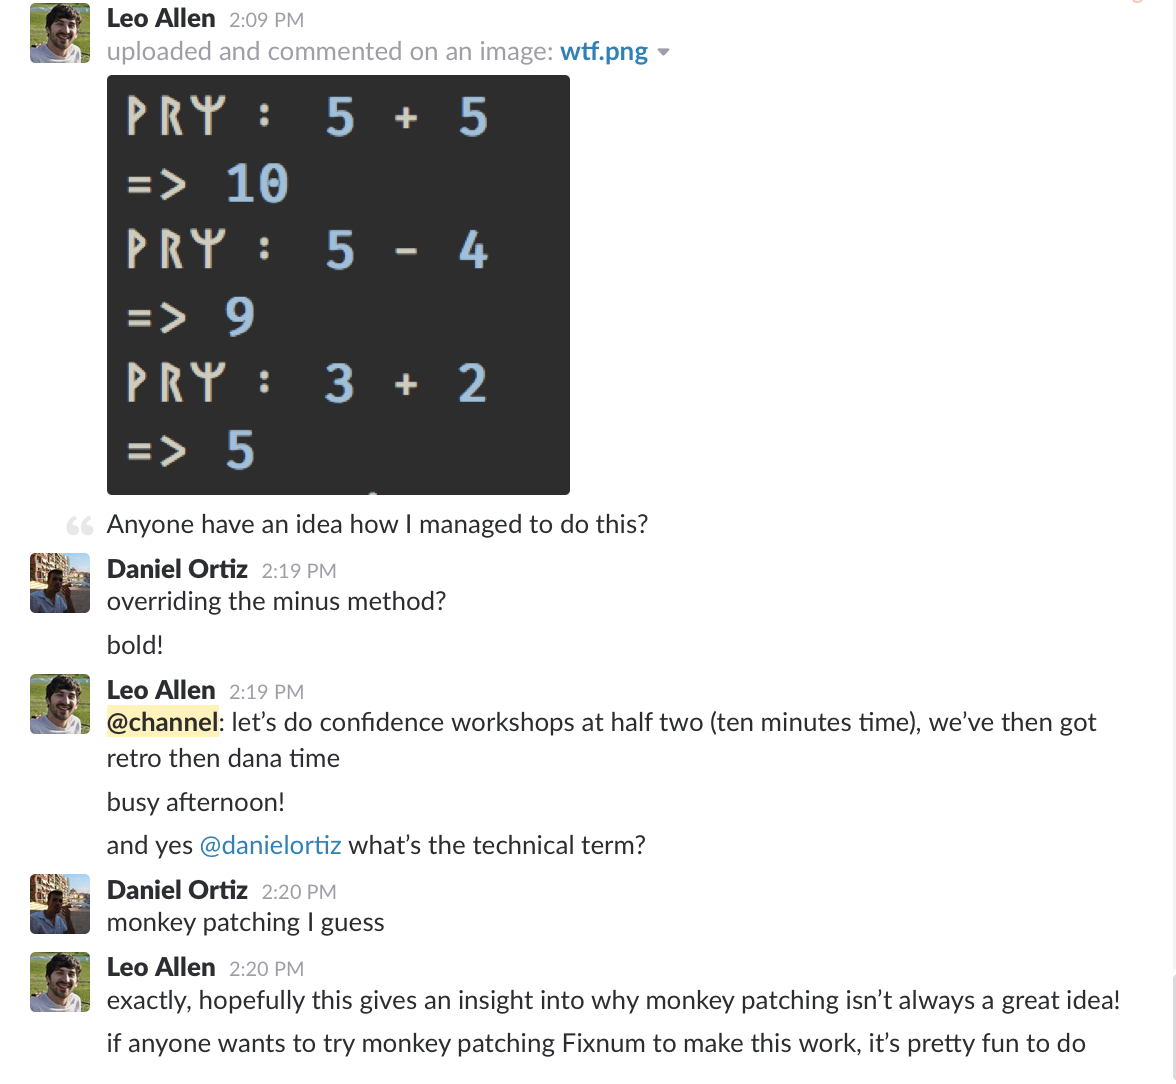 Leo Allen 2:09 PM
uploaded and commented on an image: wtf.png
ᚹᚱᛘ : 5 + 5
=> 10
ᚹᚱᛘ : 5 - 4
=> 9
ᚹᚱᛘ : 3 + 2
=> 5
Anyone have an idea how I managed to do this?
Daniel Ortiz 2:19 PM
overriding the minus method?
bold!
Leo Allen 2:19 PM
@channel: let’s do confidence workshops at half two (ten minutes time), we’ve then got
retro then dana time
busy afternoon!
and yes @danielortiz what’s the technical term?
Daniel Ortiz 2:20 PM
monkey patching I guess
Leo Allen 2:20 PM
exactly, hopefully this gives an insight into why monkey patching isn’t always a great idea!
if anyone wants to try monkey patching Fixnum to make this work, it’s pretty fun to do